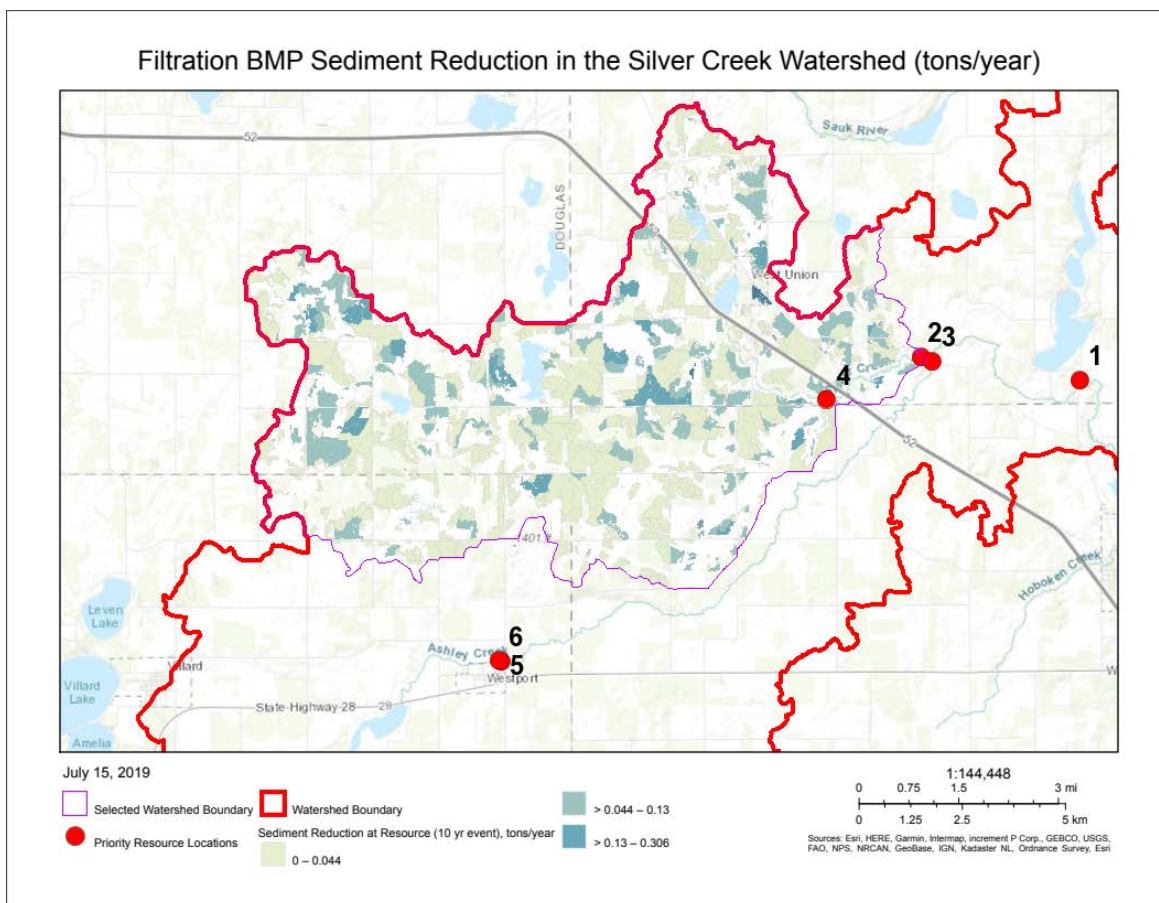 Filtration BMP Sediment Reduction in the Silver Creek Watershed (tons/year)
52
Sauk River
DOUGLAS
West Union
23
1
4
Cree
52
401 ft
Hoboken Creek
Leven
Lake
6
Ashley Creek
5
Westport
Villard
Villard
Lake
State Highway 28
28
W
Amelia
July 15, 2019
1:144,448
0 0.75 1.5 3 mi
0 1.25 2.5 5 km
Selected Watershed Boundary
Watershed Boundary
> 0.044 – 0.13
Priority Resource Locations
Sediment Reduction at Resource (10 yr event), tons/year
> 0.13 – 0.306
0 – 0.044
Sources: Esri, HERE, Garmin, Intermap, increment P Corp., GEBCO, USGS,
FAO, NPS, NRCAN, GeoBase, IGN, Kadaster NL, Ordnance Survey, Esri